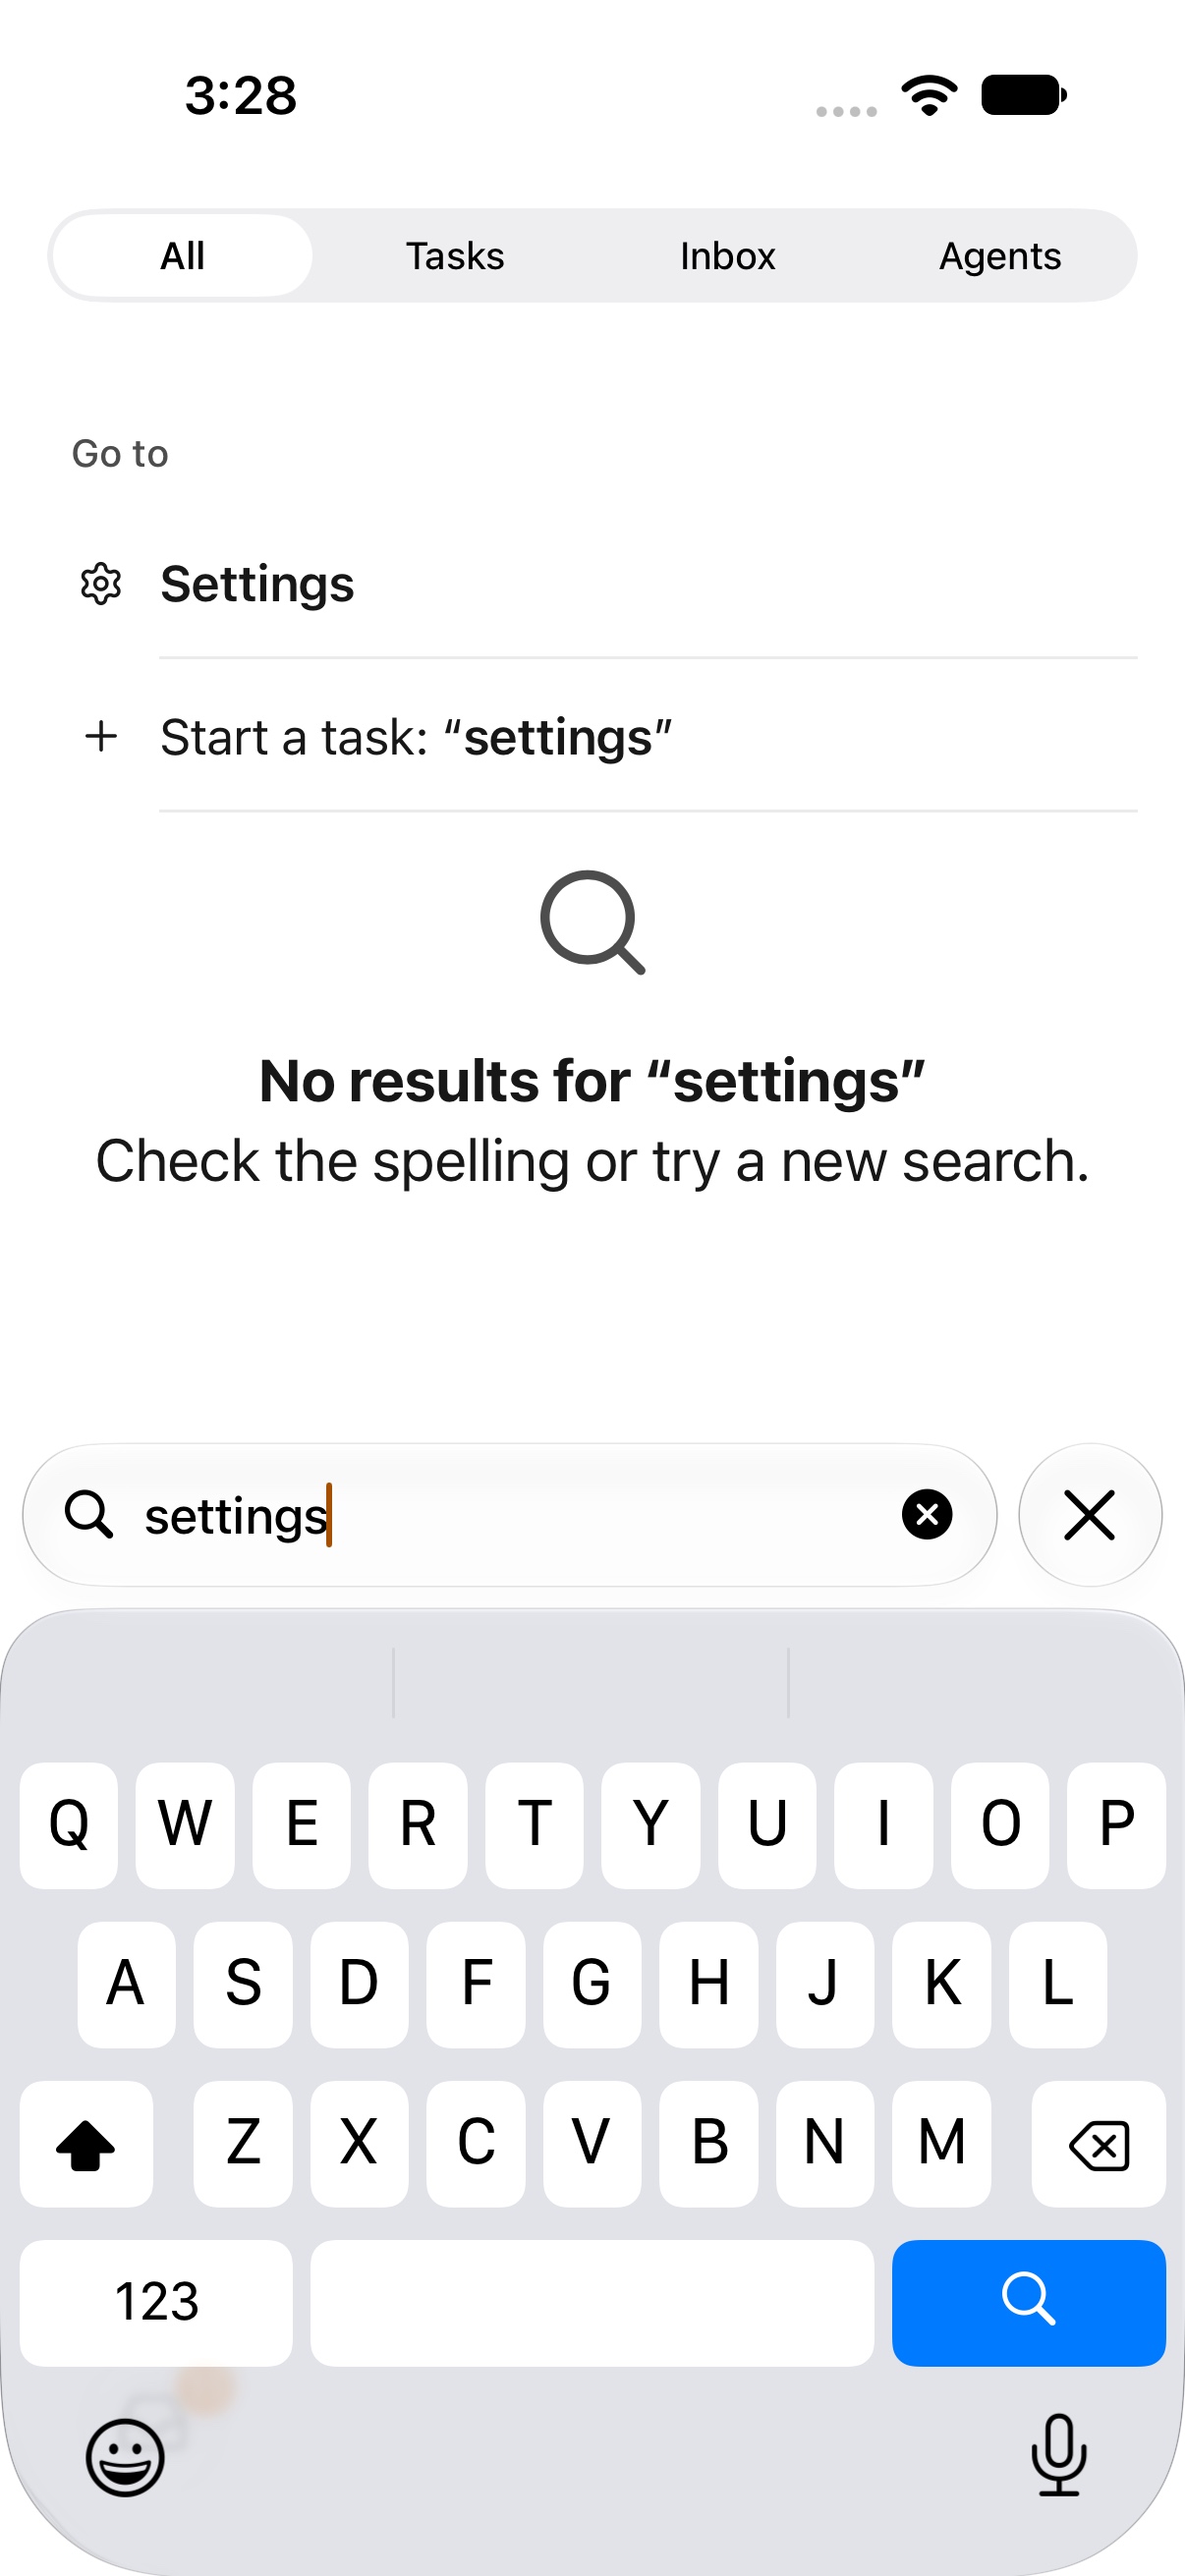 3:28
All Tasks Inbox Agents
Go to
Settings
Start a task: “settings”
No results for “settings”
Check the spelling or try a new search.
settings
Q W E R T Y U I O P
A S D F G H J K L
Z X C V B N M
123